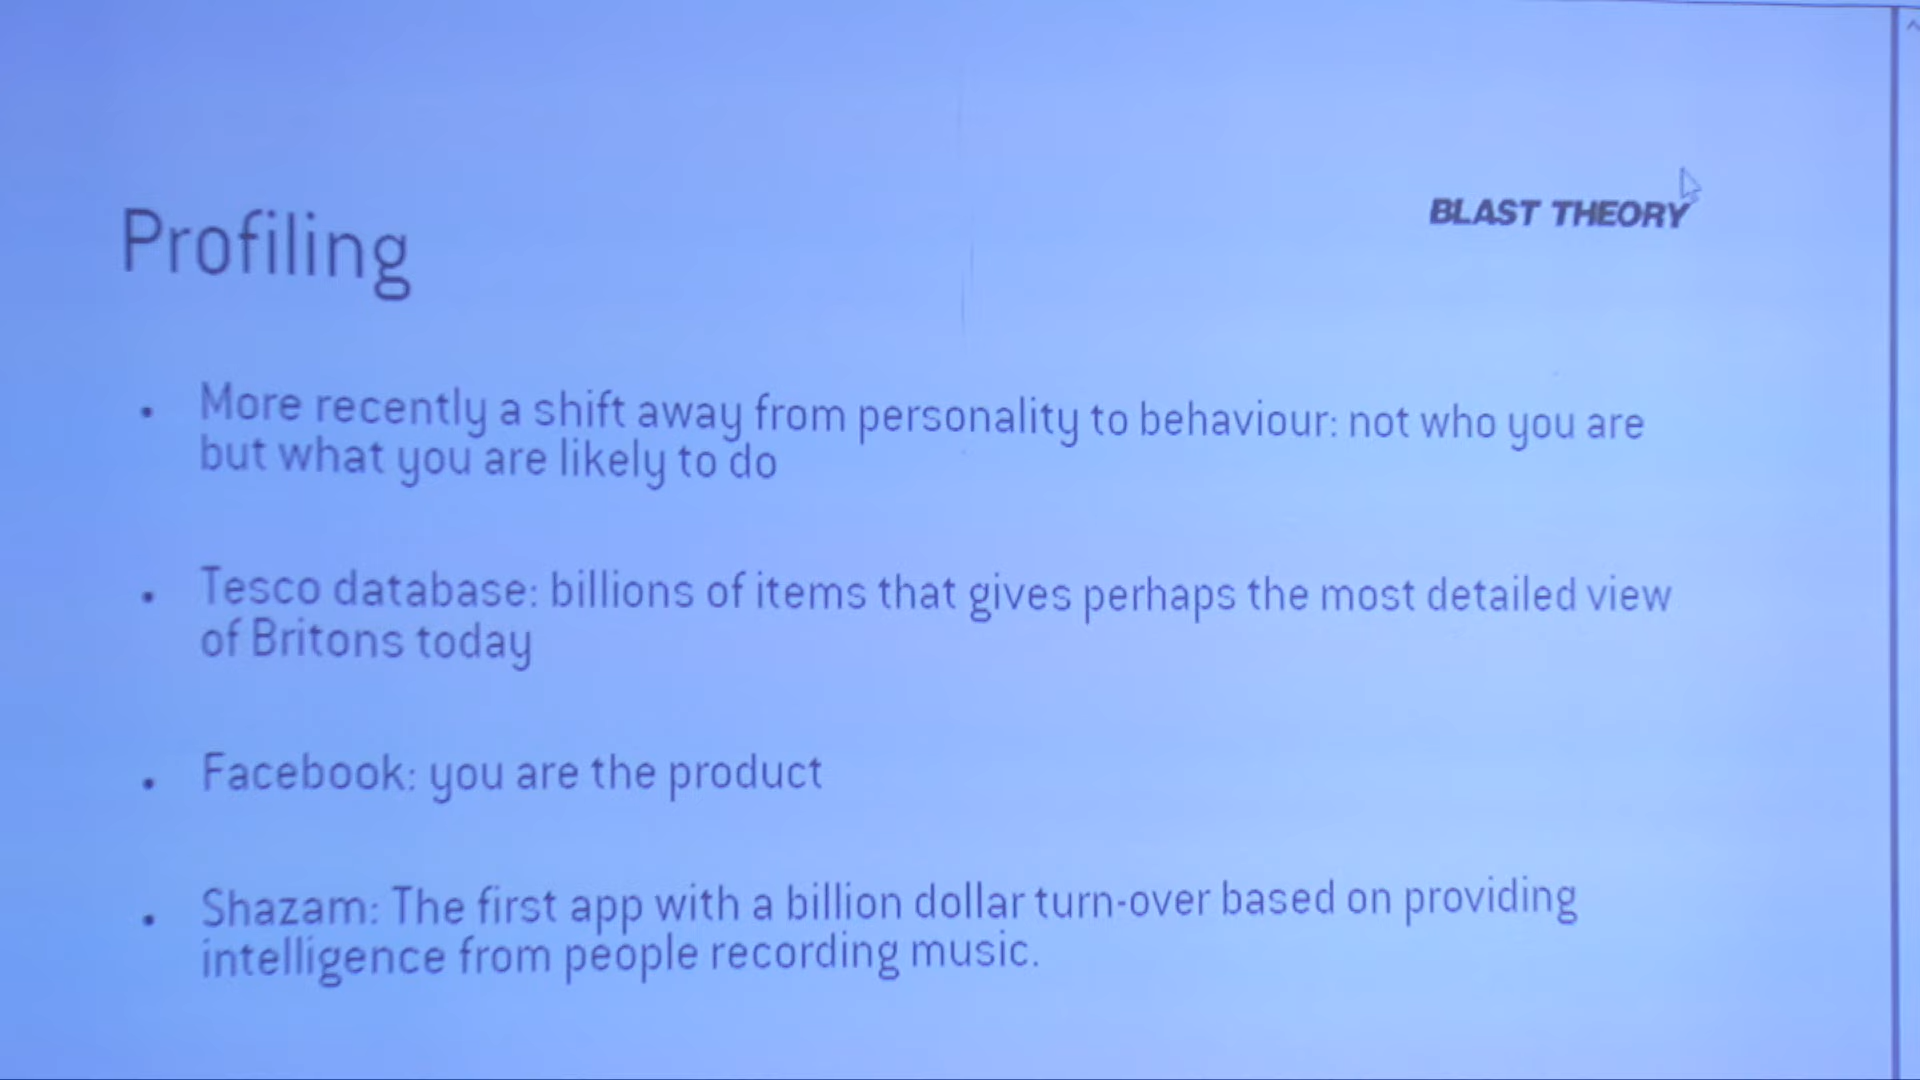 BLAST THEORY
Profiling
• More recently a shift away from personality to behaviour: not who you are
but what you are likely to do
• Tesco database: billions of items that gives perhaps the most detailed view
of Britons today
• Facebook: you are the product
• Shazam: The first app with a billion dollar turn-over based on providing
intelligence from people recording music.